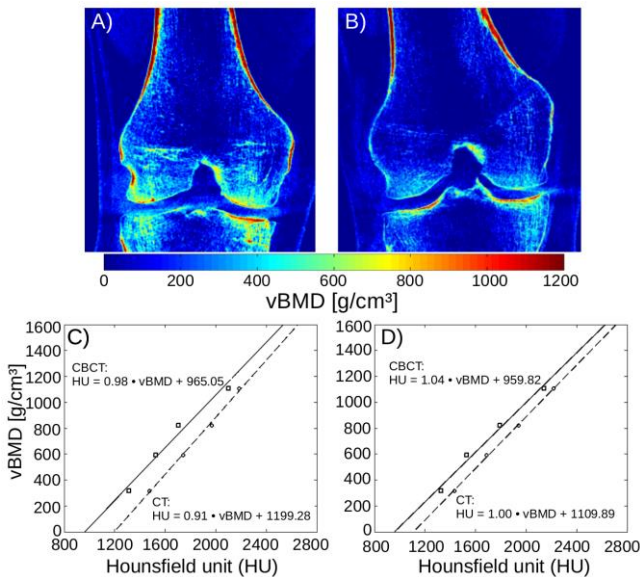 A)
B)
0 200 400 600 800 1000 1200
vBMD [g/cm³]
C)
CBCT:
HU = 0.98 • vBMD + 965.05
CT:
HU = 0.91 • vBMD + 1199.28
vBMD [g/cm³]
1600
1400
1200
1000
800
600
400
200
0
800 1200 1600 2000 2400 2800
Hounsfield unit (HU)
D)
CBCT:
HU = 1.04 • vBMD + 959.82
CT:
HU = 1.00 • vBMD + 1109.89
1600
1400
1200
1000
800
600
400
200
0
800 1200 1600 2000 2400 2800
Hounsfield unit (HU)